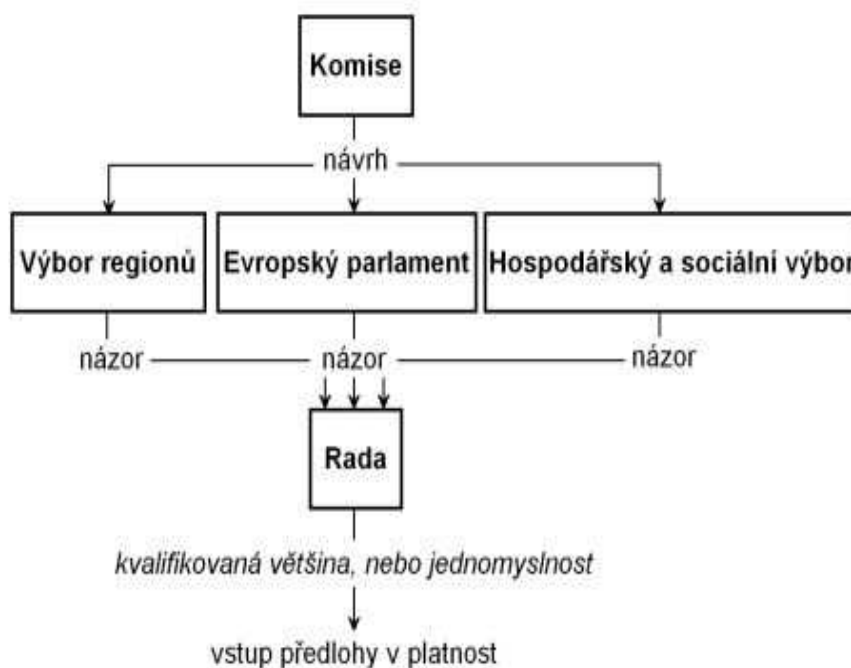 Komise
návrh
Výbor regionů
Evropský parlament
Hospodářský a sociální výbor
názor
názor
názor
Rada
kvalifikovaná většina, nebo jednomyslnost
vstup předlohy v platnost